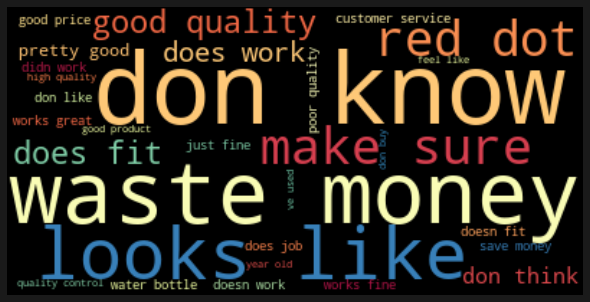 good price
good quality
customer service
pretty good
does work
red dot
didn work
feel like
high quality
don know
don like
poor quality
works great
good product
does fit
just fine
make sure
don buy
waste money
ve used
looks like
does job
doesn fit
save money
year old
don think
quality control
water bottle
doesn work
works fine